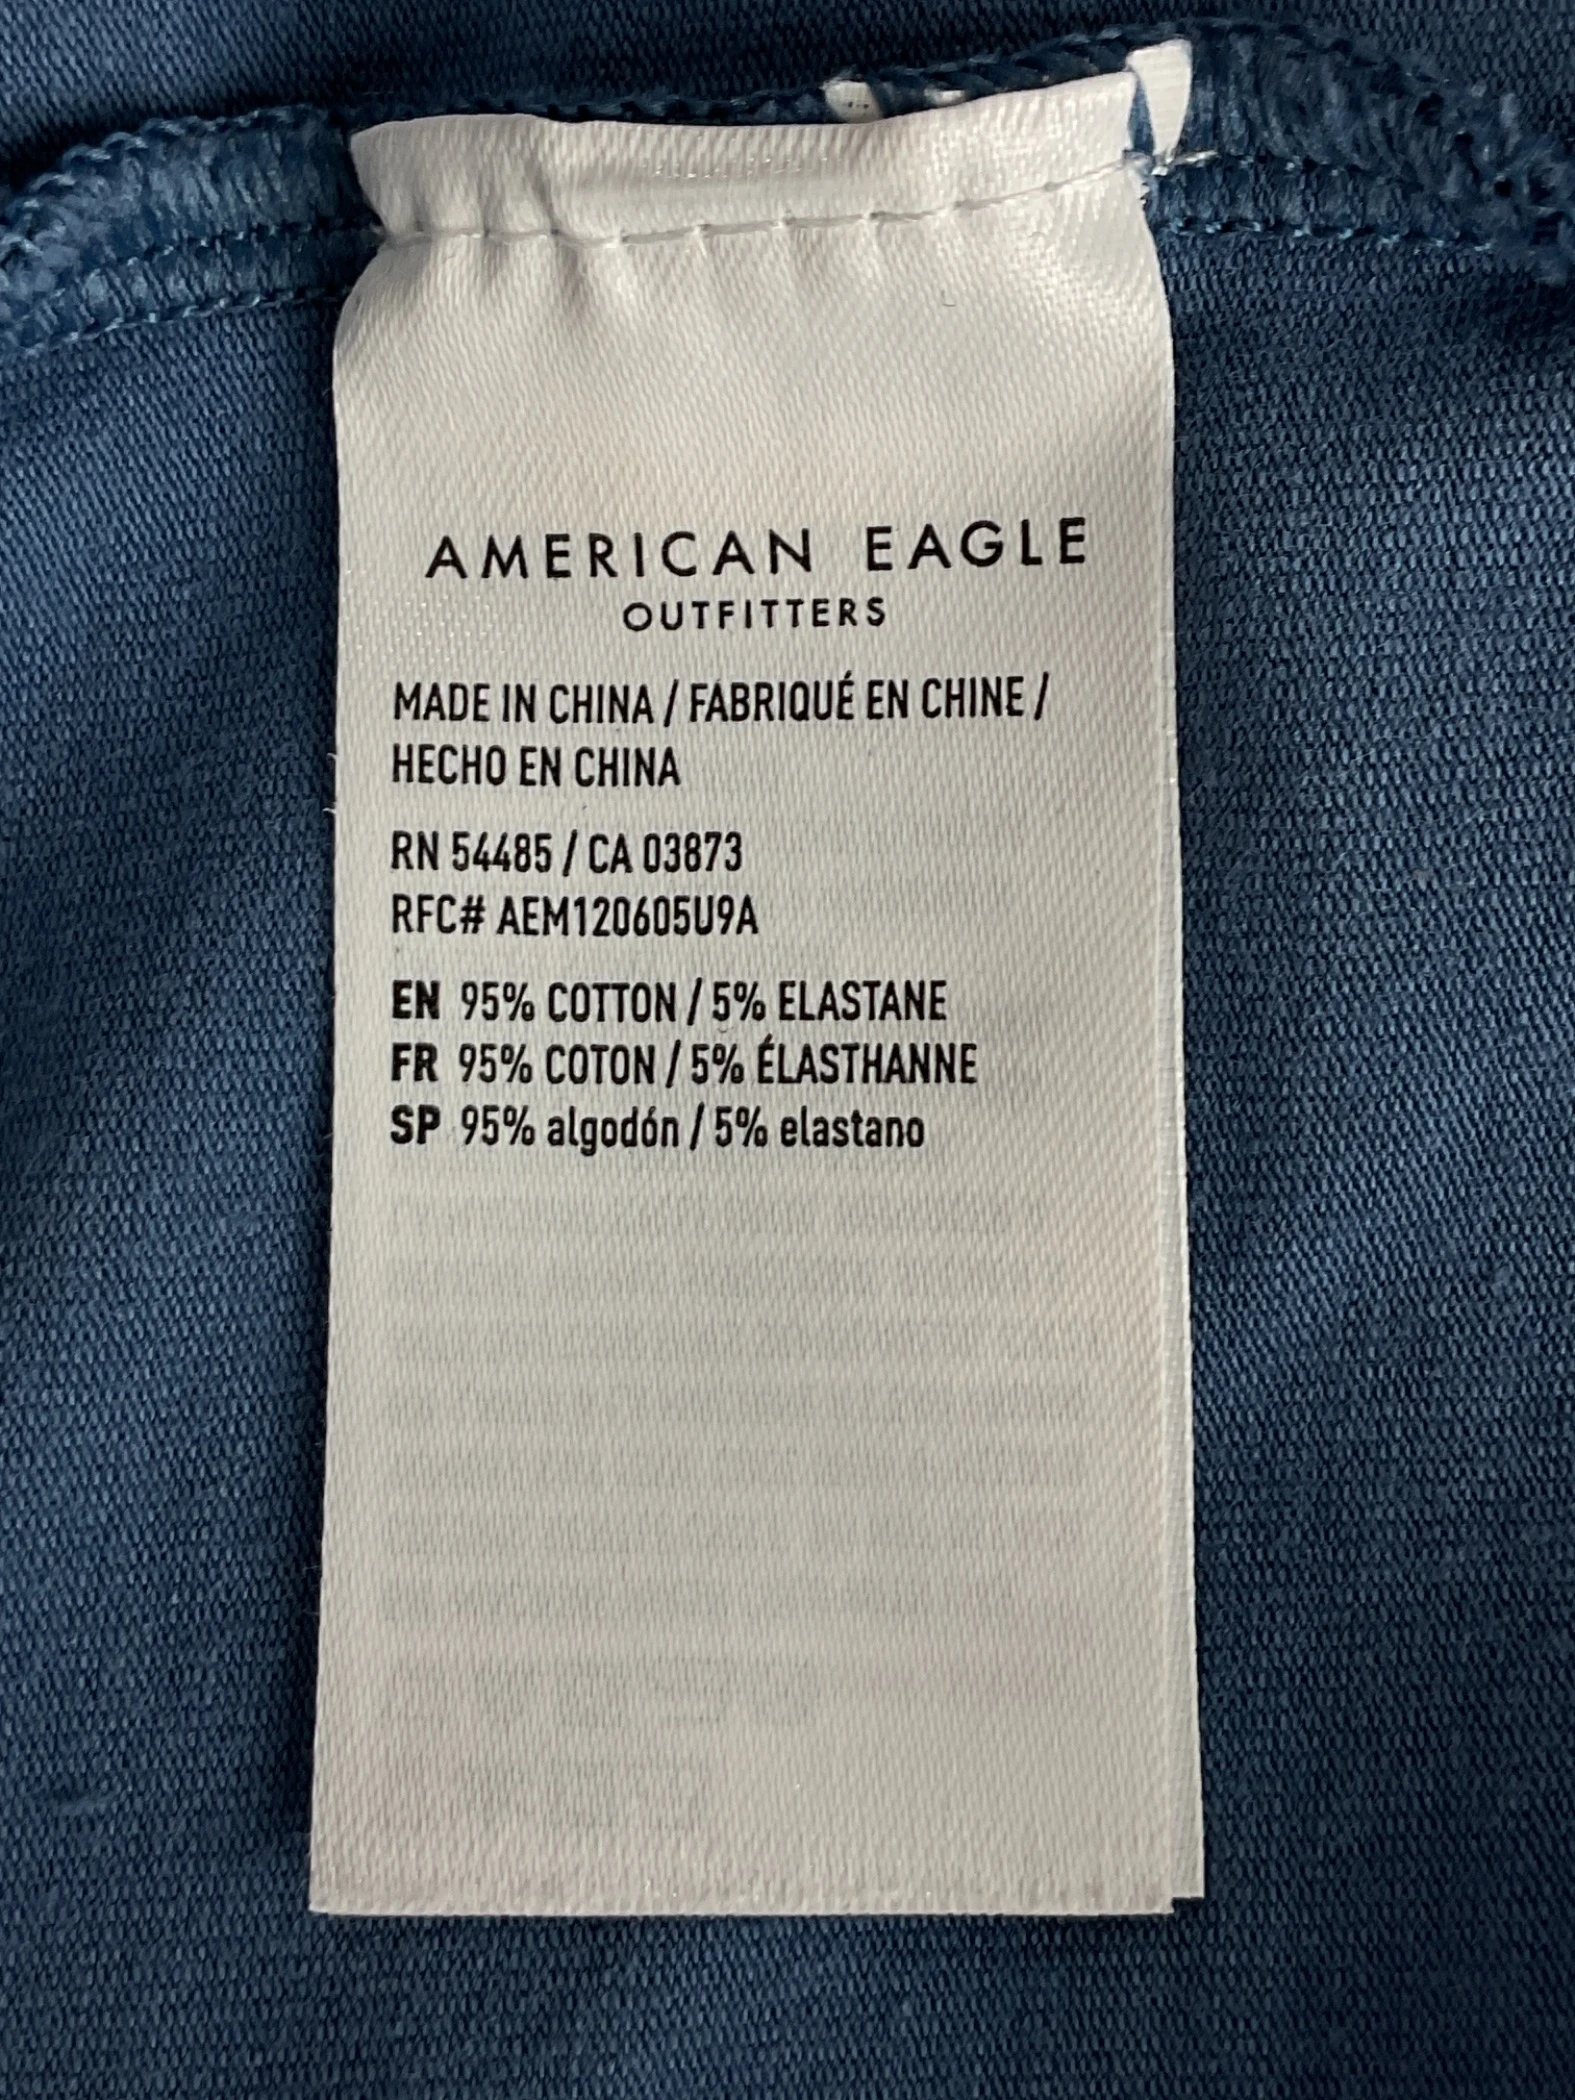 AMERICAN EAGLE
OUTFITTERS
MADE IN CHINA / FABRIQUÉ EN CHINE /
HECHO EN CHINA
RN 54485 / CA 03873
RFC# AEM120605U9A
EN 95% COTTON / 5% ELASTANE
FR 95% COTON / 5% ÉLASTHANNE
SP 95% algodón / 5% elastano